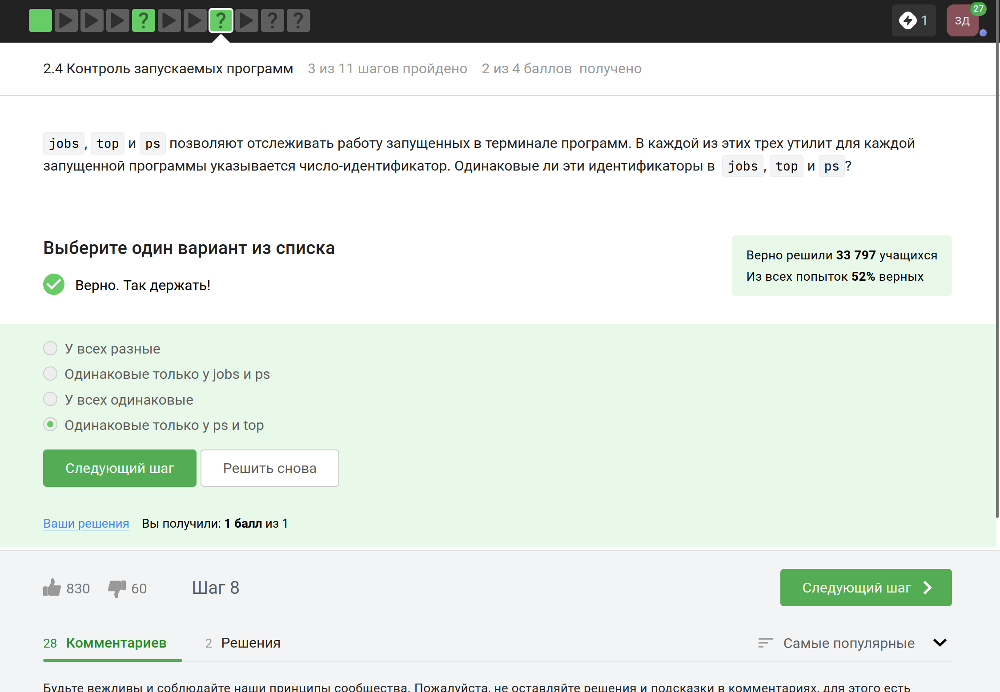 ? ? ? ? 1 ЗД 27
2.4 Контроль запускаемых программ 3 из 11 шагов пройдено 2 из 4 баллов получено
jobs, top и ps позволяют отслеживать работу запущенных в терминале программ. В каждой из этих трех утилит для каждой
запущенной программы указывается число-идентификатор. Одинаковые ли эти идентификаторы в jobs, top и ps?
Выберите один вариант из списка
Верно. Так держать!
Верно решили 33 797 учащихся
Из всех попыток 52% верных
У всех разные
Одинаковые только у jobs и ps
У всех одинаковые
Одинаковые только у ps и top
Следующий шаг Решить снова
Ваши решения Вы получили: 1 балл из 1
830 60 Шаг 8 Следующий шаг
28 Комментариев 2 Решения Самые популярные
Будьте вежливы и соблюдайте наши принципы сообщества. Пожалуйста, не оставляйте решения и подсказки в комментариях, для этого есть